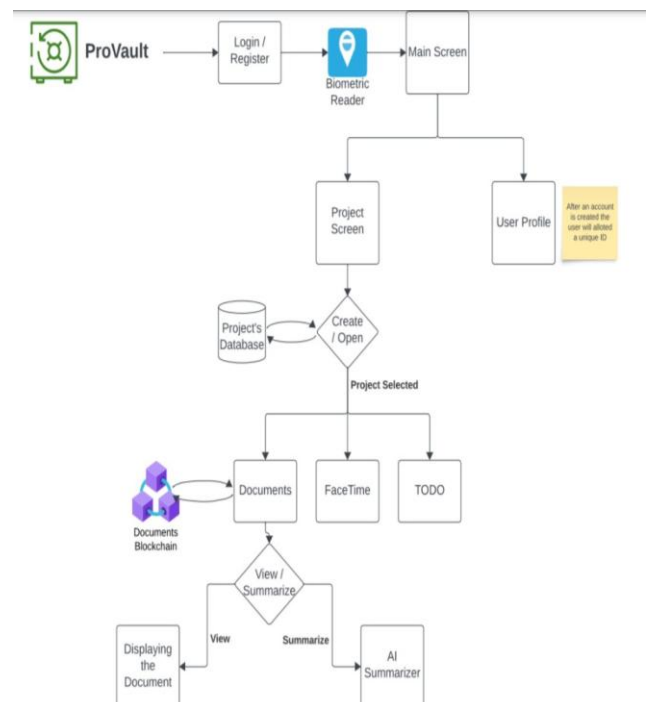 ProVault
Login /
Register
Biometric
Reader
Main Screen
Project
Screen
User Profile
After an account
is created the
user will alloted
a unique ID
Project's
Database
Create
/ Open
Project Selected
Documents
Blockchain
Documents
FaceTime
TODO
View /
Summarize
View
Summarize
Displaying
the
Document
AI
Summarizer